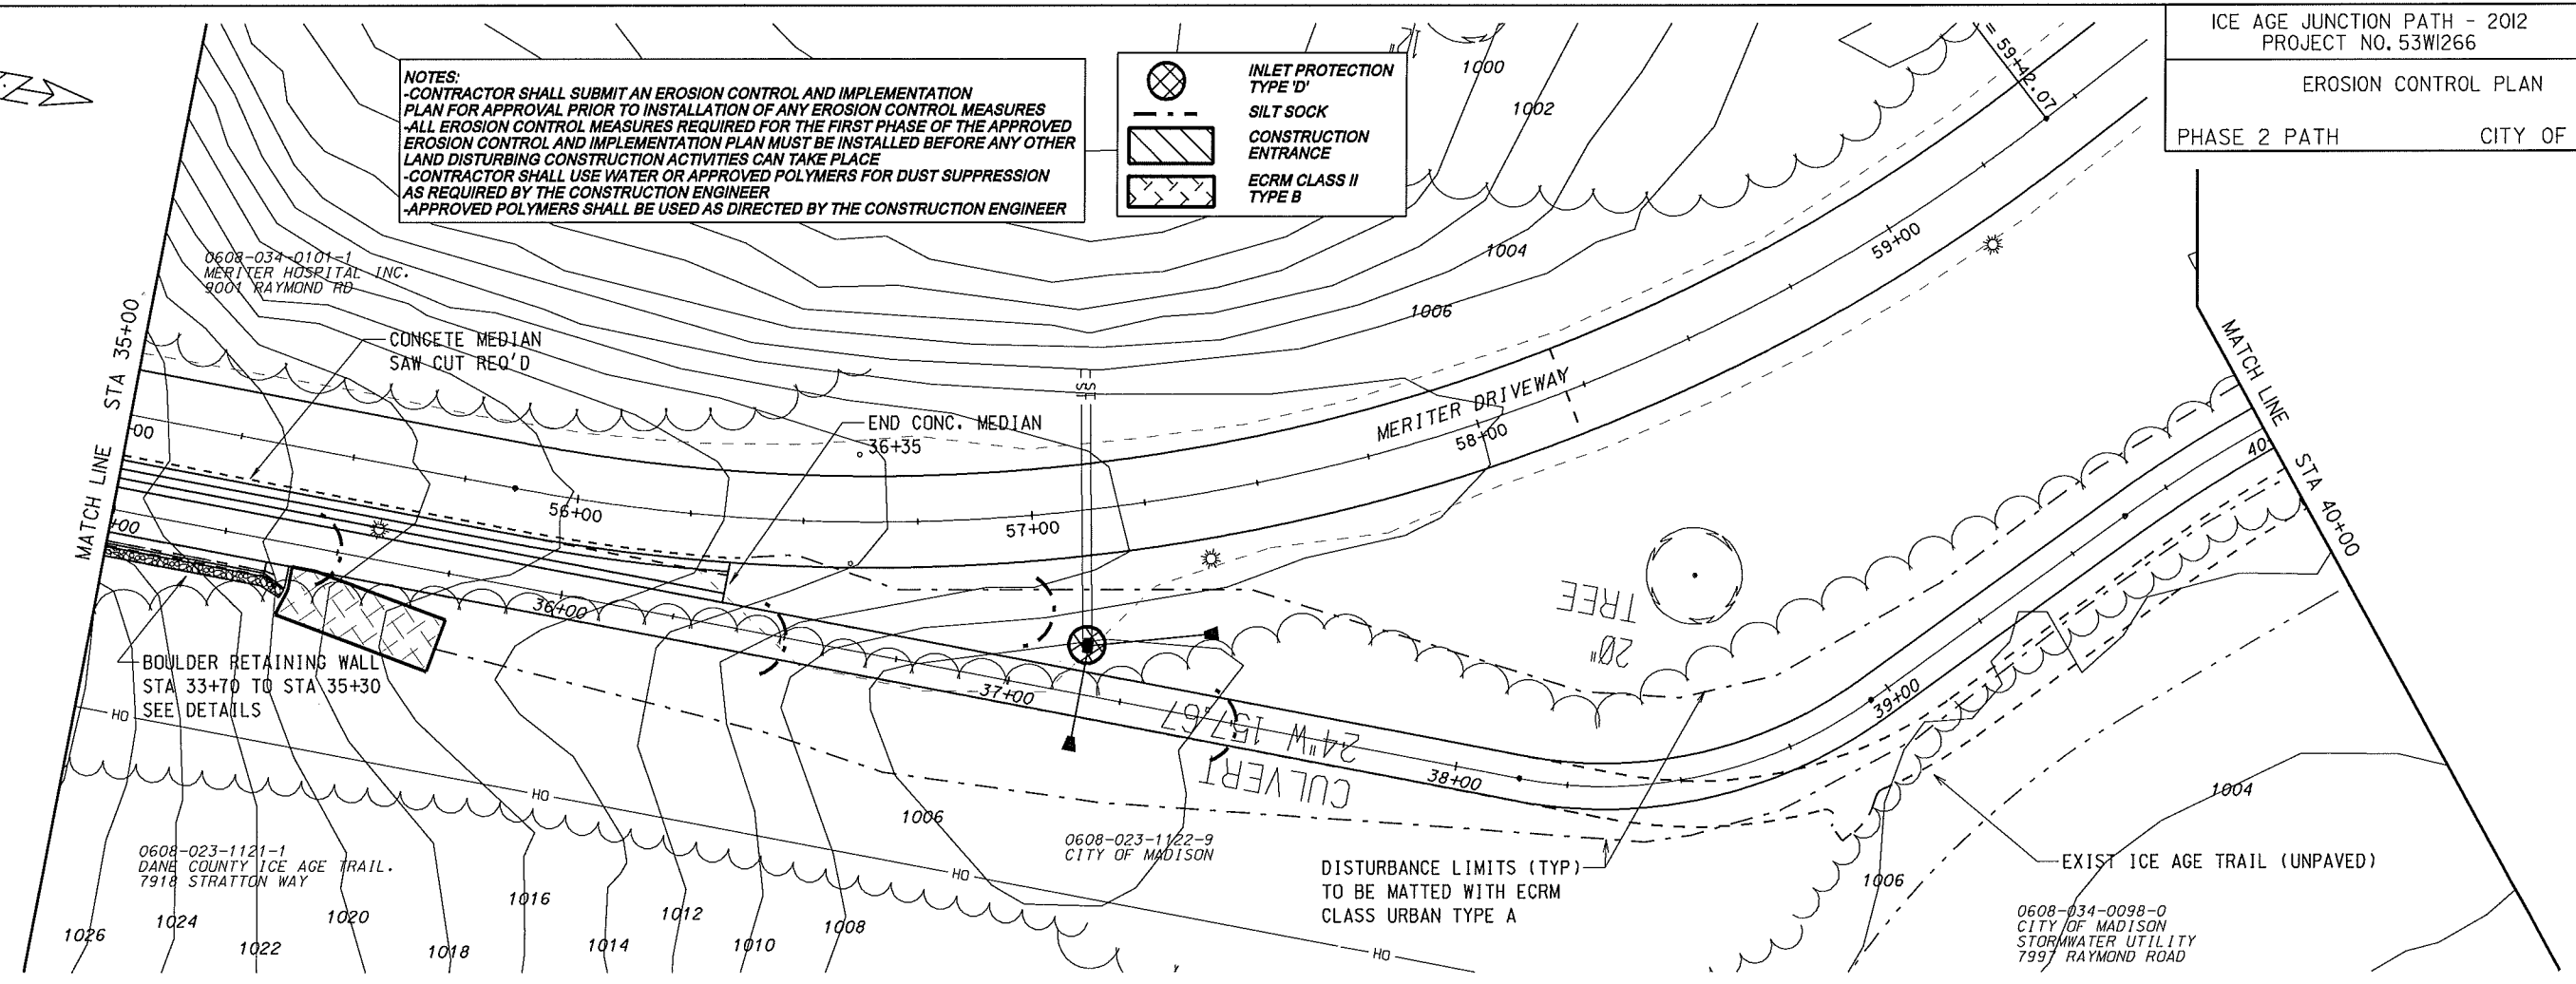 ICE AGE JUNCTION PATH - 2012
PROJECT NO. 53W1266
EROSION CONTROL PLAN
PHASE 2 PATH CITY OF
NOTES:
-CONTRACTOR SHALL SUBMIT AN EROSION CONTROL AND IMPLEMENTATION
PLAN FOR APPROVAL PRIOR TO INSTALLATION OF ANY EROSION CONTROL MEASURES
-ALL EROSION CONTROL MEASURES REQUIRED FOR THE FIRST PHASE OF THE APPROVED
EROSION CONTROL AND IMPLEMENTATION PLAN MUST BE INSTALLED BEFORE ANY OTHER
LAND DISTURBING CONSTRUCTION ACTIVITIES CAN TAKE PLACE
-CONTRACTOR SHALL USE WATER OR APPROVED POLYMERS FOR DUST SUPPRESSION
AS REQUIRED BY THE CONSTRUCTION ENGINEER
-APPROVED POLYMERS SHALL BE USED AS DIRECTED BY THE CONSTRUCTION ENGINEER
INLET PROTECTION
TYPE 'D'
SILT SOCK
CONSTRUCTION
ENTRANCE
ECRM CLASS II
TYPE B
1000
1002
1004
1006
= 59+42.07
59+00
0608-034-0101-1
MERITER HOSPITAL INC.
9001 RAYMOND RD
MATCH LINE STA 35+00
CONCETE MEDIAN
SAW CUT REQ'D
END CONC. MEDIAN
36+35
MERITER DRIVEWAY
58+00
57+00
56+00
+00
+00
MATCH LINE STA 40+00
40
20" TREE
36+00
37+00
38+00
39+00
24"W 157.67
CULVERT
BOULDER RETAINING WALL
STA 33+70 TO STA 35+30
SEE DETAILS
HO
HO
HO
HO
SS
0608-023-1121-1
DANE COUNTY ICE AGE TRAIL.
7918 STRATTON WAY
0608-023-1122-9
CITY OF MADISON
DISTURBANCE LIMITS (TYP)
TO BE MATTED WITH ECRM
CLASS URBAN TYPE A
EXIST ICE AGE TRAIL (UNPAVED)
0608-034-0098-0
CITY OF MADISON
STORMWATER UTILITY
7997 RAYMOND ROAD
1026
1024
1022
1020
1018
1016
1014
1012
1010
1008
1006
1006
1004